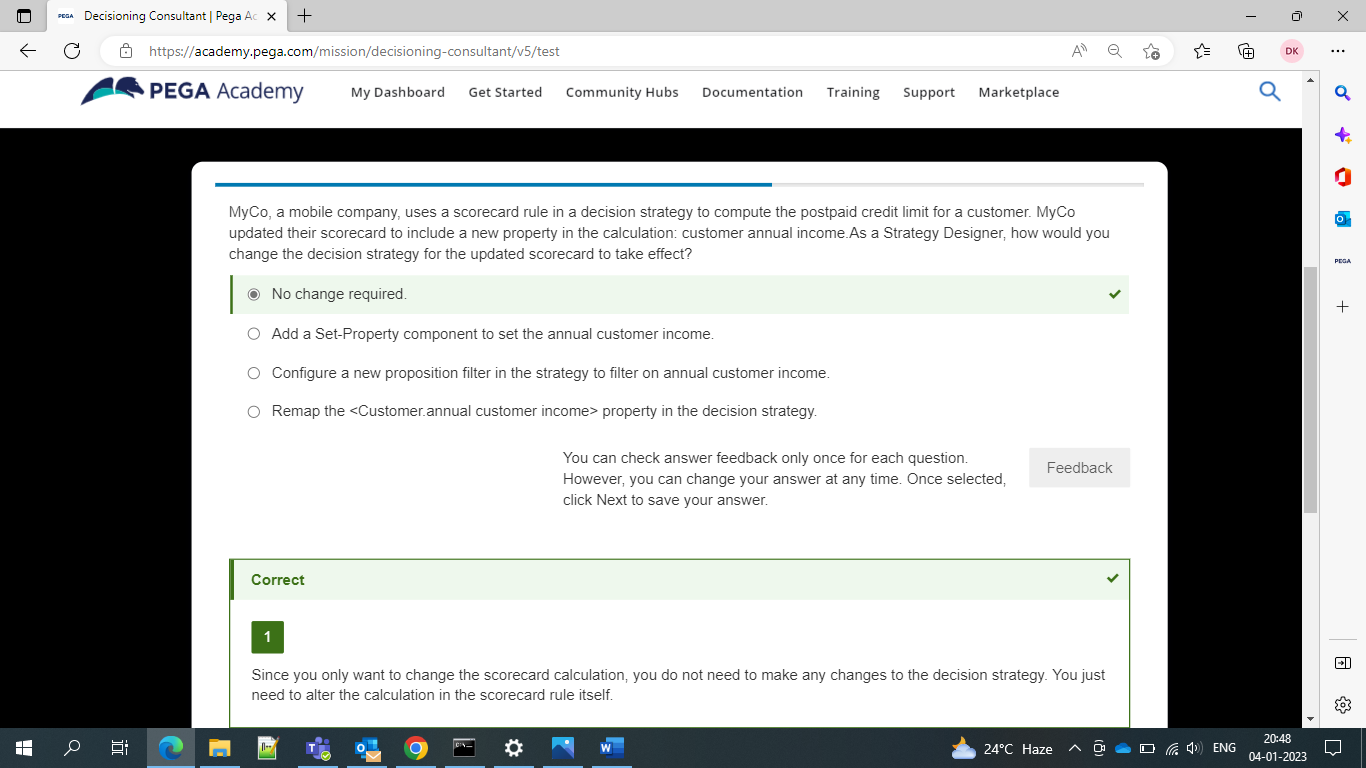 PEGA Decisioning Consultant | Pega Ac
https://academy.pega.com/mission/decisioning-consultant/v5/test
DK
PEGA Academy
My Dashboard Get Started Community Hubs Documentation Training Support Marketplace
PEGA
MyCo, a mobile company, uses a scorecard rule in a decision strategy to compute the postpaid credit limit for a customer. MyCo
updated their scorecard to include a new property in the calculation: customer annual income.As a Strategy Designer, how would you
change the decision strategy for the updated scorecard to take effect?
No change required.
Add a Set-Property component to set the annual customer income.
Configure a new proposition filter in the strategy to filter on annual customer income.
Remap the <Customer.annual customer income> property in the decision strategy.
You can check answer feedback only once for each question.
However, you can change your answer at any time. Once selected,
click Next to save your answer.
Feedback
Correct
1
Since you only want to change the scorecard calculation, you do not need to make any changes to the decision strategy. You just
need to alter the calculation in the scorecard rule itself.
24°C Haze
ENG
20:48
04-01-2023